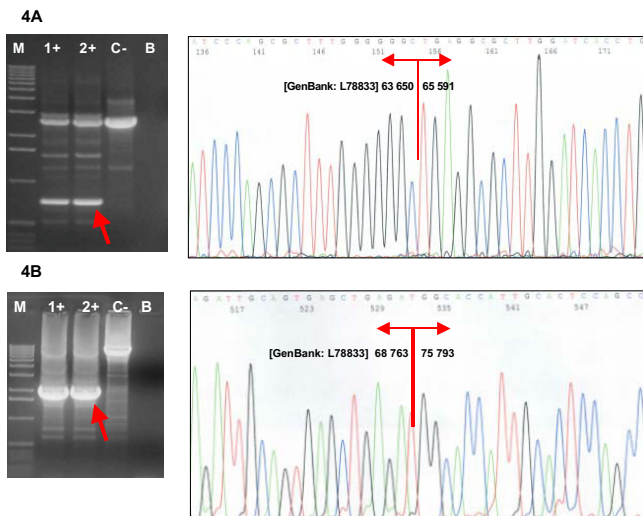 4A
M 1+ 2+ C- B
A T C C C A G C G C T T T G G G G G G C T G A G G C G C T T G G A T C A C C T G
136 141 146 151 156 161 166 171
[GenBank: L78833] 63 650 65 591
4B
M 1+ 2+ C- B
A G A T T G C A G T G A G C T G A G A T G G C A C C A T T G C A C T C C A G C
517 523 529 535 541 547
[GenBank: L78833] 68 763 75 793